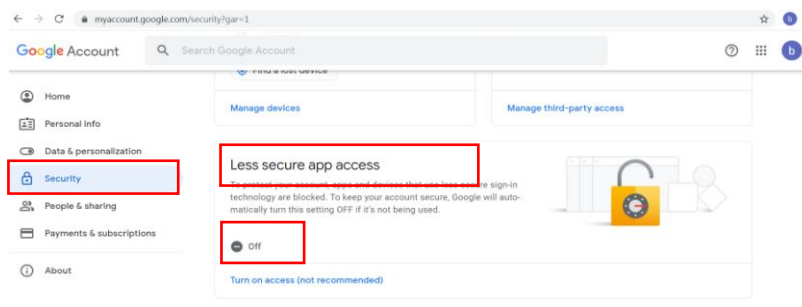 myaccount.google.com/security?gar=1
b
Google Account
Search Google Account
b
Find a lost device
Home
Manage devices
Manage third-party access
Personal info
Data & personalization
Less secure app access
Security
To protect your account, apps and devices that use less secure sign-in
technology are blocked. To keep your account secure, Google will auto-
matically turn this setting OFF if it's not being used.
People & sharing
Payments & subscriptions
Off
About
Turn on access (not recommended)